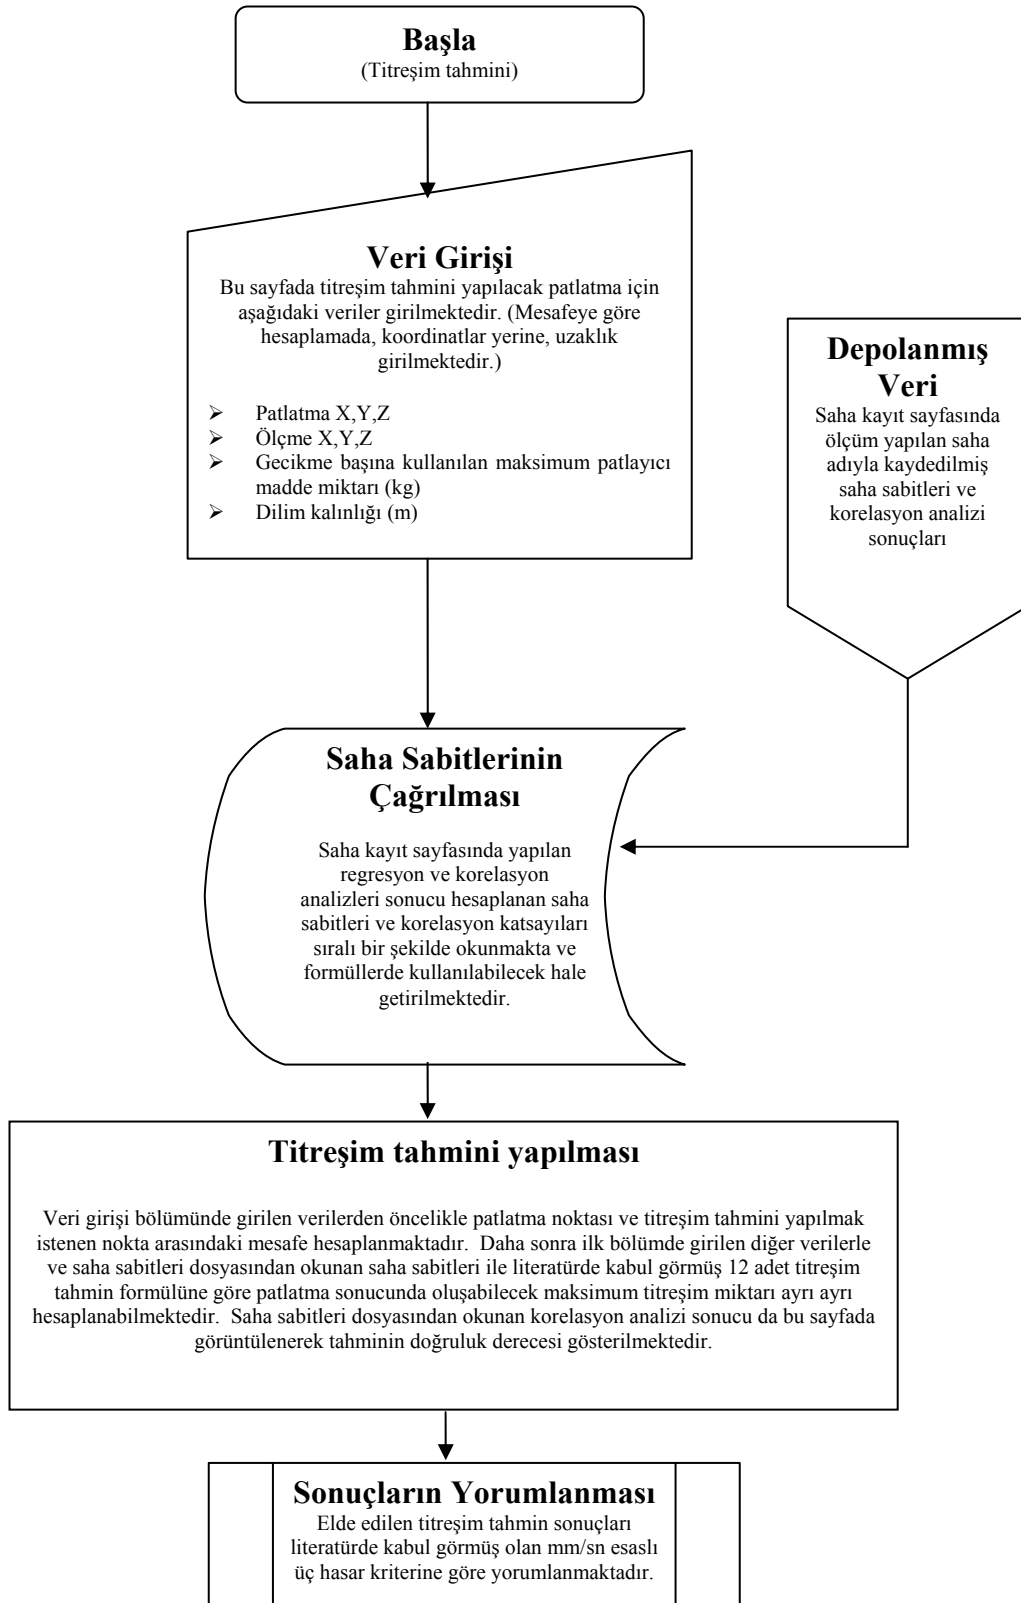 Başla
(Titreşim tahmini)
Veri Girişi
Bu sayfada titreşim tahmini yapılacak patlatma için
aşağıdaki veriler girilmektedir. (Mesafeye göre
hesaplamada, koordinatlar yerine, uzaklık
girilmektedir.)
➢ Patlatma X,Y,Z
➢ Ölçme X,Y,Z
➢ Gecikme başına kullanılan maksimum patlayıcı
madde miktarı (kg)
➢ Dilim kalınlığı (m)
Depolanmış
Veri
Saha kayıt sayfasında
ölçüm yapılan saha
adıyla kaydedilmiş
saha sabitleri ve
korelasyon analizi
sonuçları
Saha Sabitlerinin
Çağrılması
Saha kayıt sayfasında yapılan
regresyon ve korelasyon
analizleri sonucu hesaplanan saha
sabitleri ve korelasyon katsayıları
sıralı bir şekilde okunmakta ve
formüllerde kullanılabilecek hale
getirilmektedir.
Titreşim tahmini yapılması
Veri girişi bölümünde girilen verilerden öncelikle patlatma noktası ve titreşim tahmini yapılmak
istenen nokta arasındaki mesafe hesaplanmaktadır. Daha sonra ilk bölümde girilen diğer verilerle
ve saha sabitleri dosyasından okunan saha sabitleri ile literatürde kabul görmüş 12 adet titreşim
tahmin formülüne göre patlatma sonucunda oluşabilecek maksimum titreşim miktarı ayrı ayrı
hesaplanabilmektedir. Saha sabitleri dosyasından okunan korelasyon analizi sonucu da bu sayfada
görüntülenerek tahminin doğruluk derecesi gösterilmektedir.
Sonuçların Yorumlanması
Elde edilen titreşim tahmin sonuçları
literatürde kabul görmüş olan mm/sn esaslı
üç hasar kriterine göre yorumlanmaktadır.